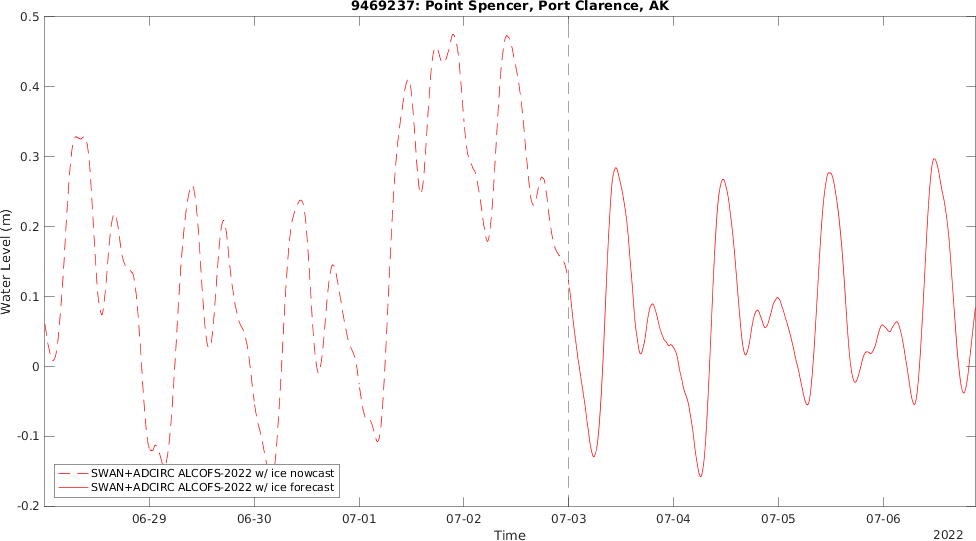 9469237: Point Spencer, Port Clarence, AK
0.5
0.4
0.3
0.2
0.1
0
-0.1
-0.2
Water Level (m)
SWAN+ADCIRC ALCOFS-2022 w/ ice nowcast
SWAN+ADCIRC ALCOFS-2022 w/ ice forecast
06-29 06-30 07-01 07-02 07-03 07-04 07-05 07-06
Time
2022